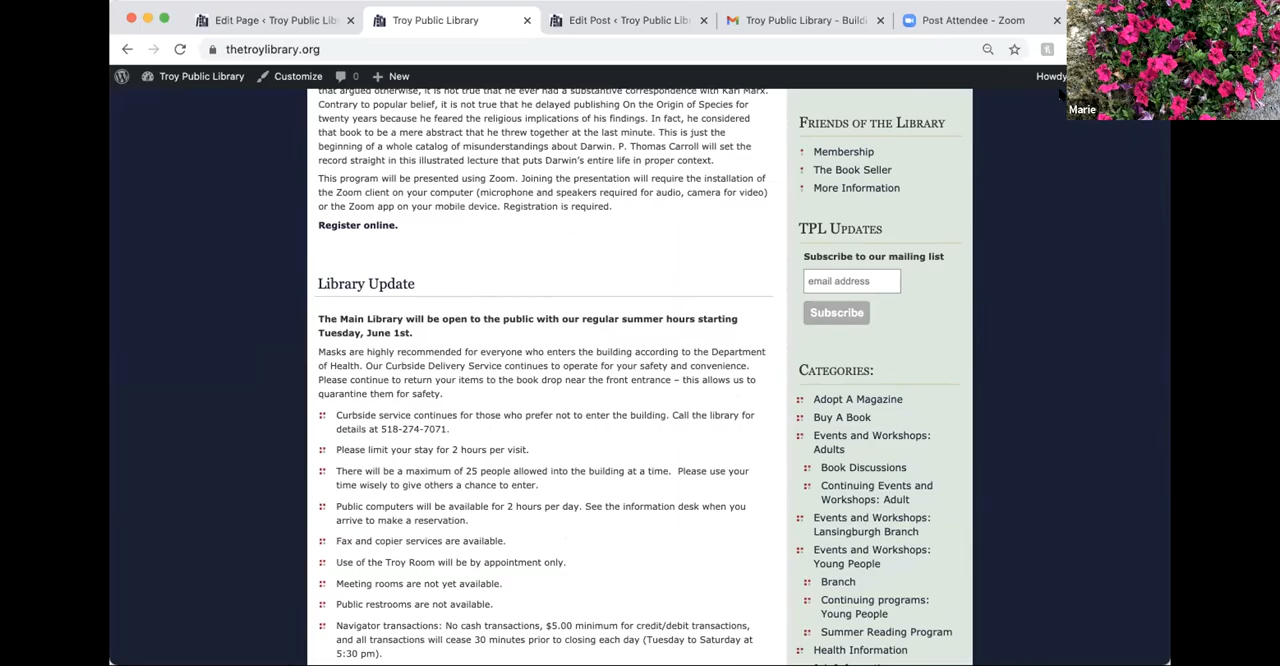 Edit Page ‹ Troy Public Lib
Troy Public Library
Edit Post ‹ Troy Public Lib
Troy Public Library - Buildi
Post Attendee - Zoom
thetroylibrary.org
Troy Public Library
Customize
0
New
Howdy
Marie
that argued otherwise, it is not true that he ever had a substantive correspondence with Karl Marx.
Contrary to popular belief, it is not true that he delayed publishing On the Origin of Species for
twenty years because he feared the religious implications of his findings. In fact, he considered
that book to be a mere abstract that he threw together at the last minute. This is just the
beginning of a whole catalog of misunderstandings about Darwin. P. Thomas Carroll will set the
record straight in this illustrated lecture that puts Darwin's entire life in proper context.
This program will be presented using Zoom. Joining the presentation will require the installation of
the Zoom client on your computer (microphone and speakers required for audio, camera for video)
or the Zoom app on your mobile device. Registration is required.
Register online.
Library Update
The Main Library will be open to the public with our regular summer hours starting
Tuesday, June 1st.
Masks are highly recommended for everyone who enters the building according to the Department
of Health. Our Curbside Delivery Service continues to operate for your safety and convenience.
Please continue to return your items to the book drop near the front entrance – this allows us to
quarantine them for safety.
Curbside service continues for those who prefer not to enter the building. Call the library for
details at 518-274-7071.
Please limit your stay for 2 hours per visit.
There will be a maximum of 25 people allowed into the building at a time. Please use your
time wisely to give others a chance to enter.
Public computers will be available for 2 hours per day. See the information desk when you
arrive to make a reservation.
Fax and copier services are available.
Use of the Troy Room will be by appointment only.
Meeting rooms are not yet available.
Public restrooms are not available.
Navigator transactions: No cash transactions, $5.00 minimum for credit/debit transactions,
and all transactions will cease 30 minutes prior to closing each day (Tuesday to Saturday at
5:30 pm).
Friends of the Library
Membership
The Book Seller
More Information
TPL Updates
Subscribe to our mailing list
email address
Subscribe
Categories:
Adopt A Magazine
Buy A Book
Events and Workshops:
Adults
Book Discussions
Continuing Events and
Workshops: Adult
Events and Workshops:
Lansingburgh Branch
Events and Workshops:
Young People
Branch
Continuing programs:
Young People
Summer Reading Program
Health Information